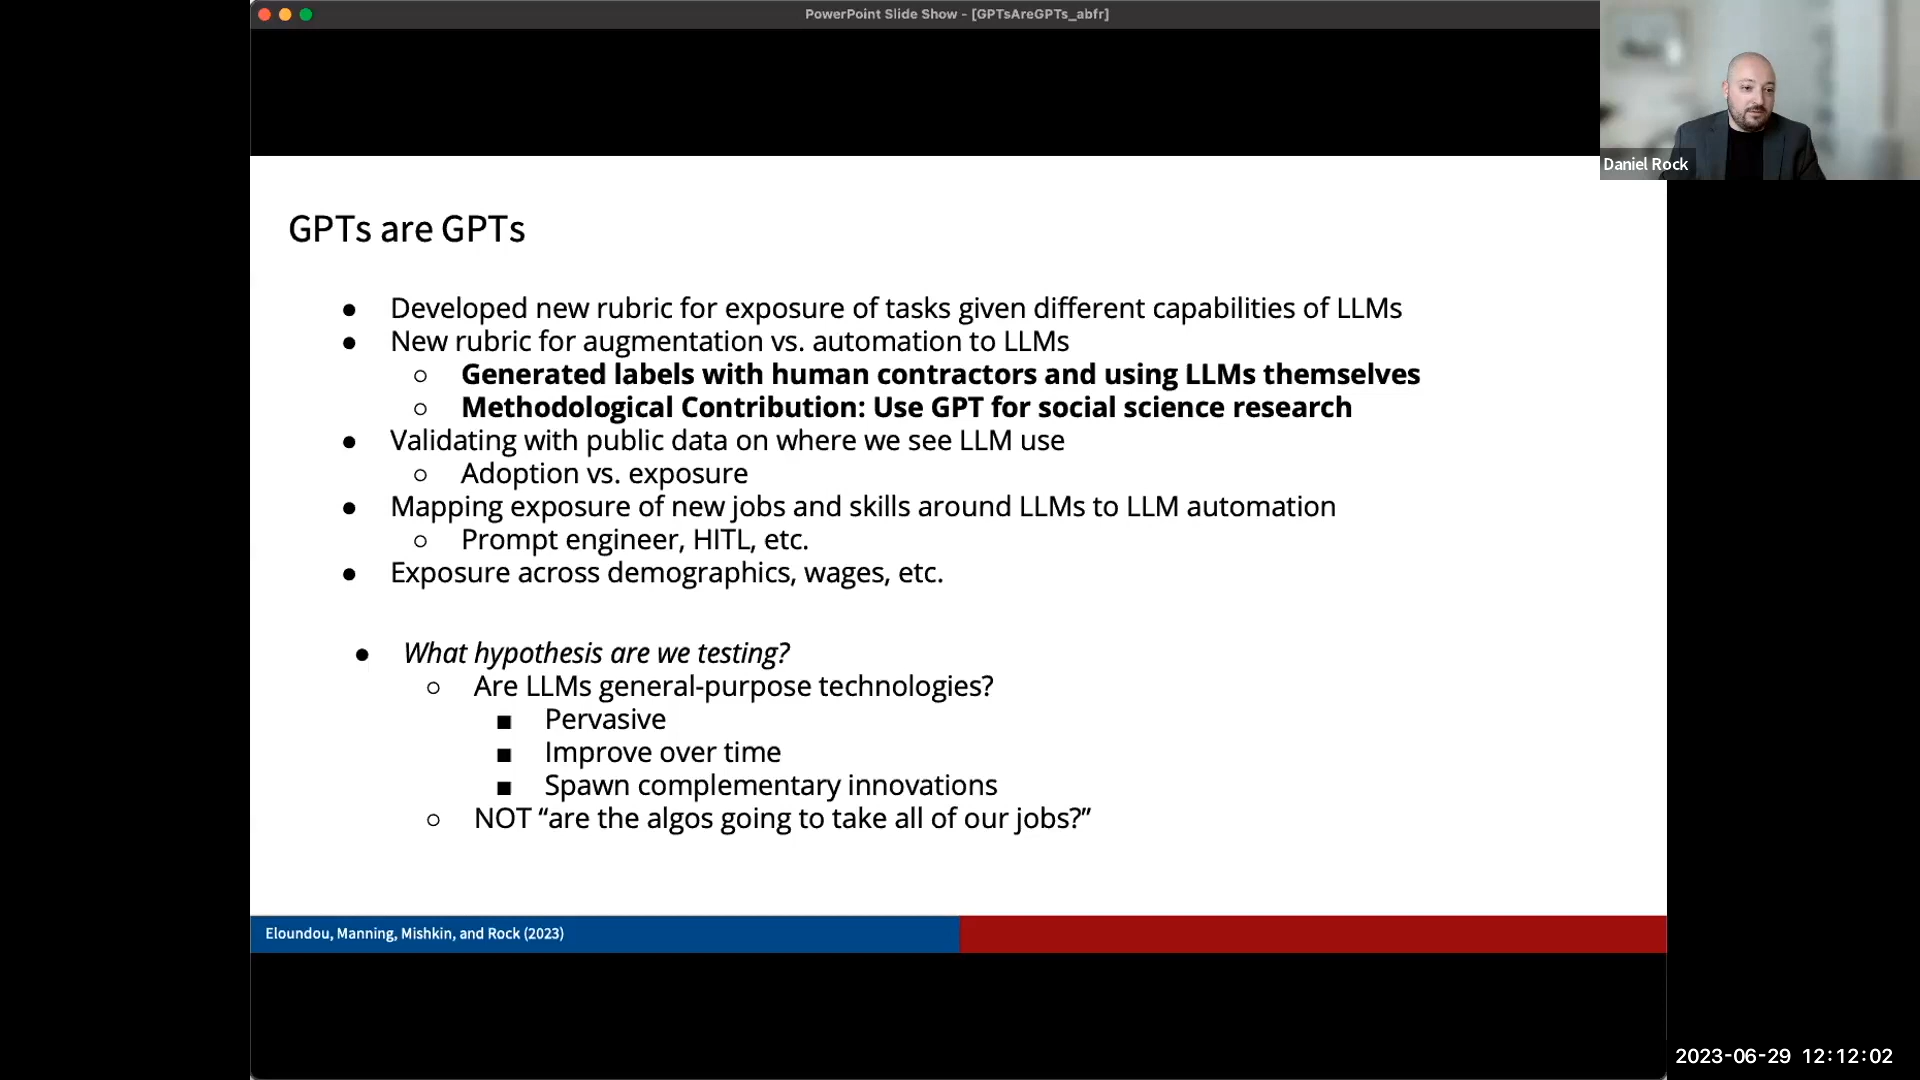 PowerPoint Slide Show - [GPTsAreGPTs_abfr]
Daniel Rock
GPTs are GPTs
● Developed new rubric for exposure of tasks given different capabilities of LLMs
● New rubric for augmentation vs. automation to LLMs
○ Generated labels with human contractors and using LLMs themselves
○ Methodological Contribution: Use GPT for social science research
● Validating with public data on where we see LLM use
○ Adoption vs. exposure
● Mapping exposure of new jobs and skills around LLMs to LLM automation
○ Prompt engineer, HITL, etc.
● Exposure across demographics, wages, etc.
● What hypothesis are we testing?
○ Are LLMs general-purpose technologies?
■ Pervasive
■ Improve over time
■ Spawn complementary innovations
○ NOT “are the algos going to take all of our jobs?”
Eloundou, Manning, Mishkin, and Rock (2023)
2023-06-29 12:12:02